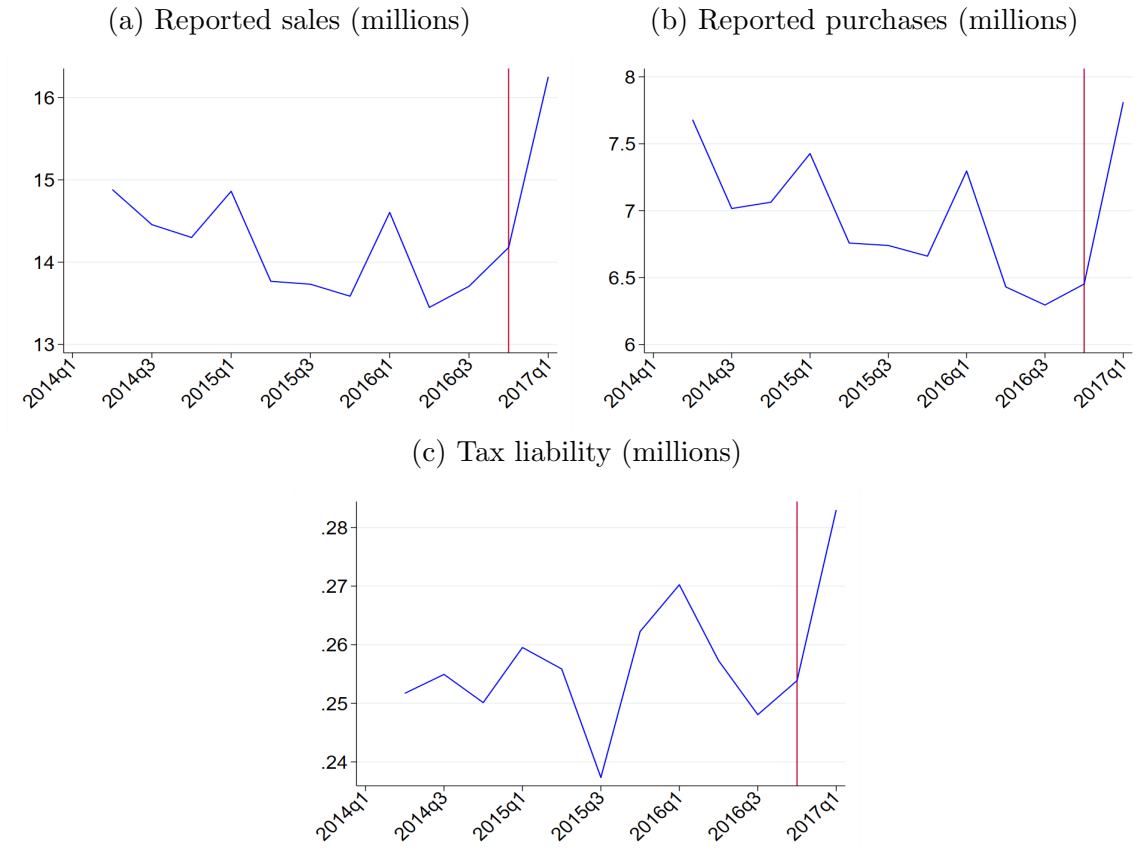 (a) Reported sales (millions)
16
15
14
13
2014q1
2014q3
2015q1
2015q3
2016q1
2016q3
2017q1
(b) Reported purchases (millions)
8
7.5
7
6.5
6
2014q1
2014q3
2015q1
2015q3
2016q1
2016q3
2017q1
(c) Tax liability (millions)
.28
.27
.26
.25
.24
2014q1
2014q3
2015q1
2015q3
2016q1
2016q3
2017q1